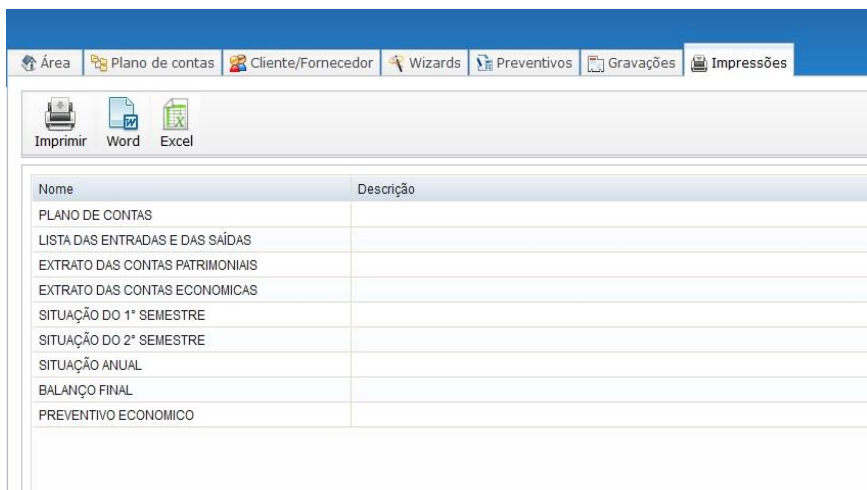 Área Plano de contas Cliente/Fornecedor Wizards Preventivos Gravações Impressões
Imprimir Word Excel
Nome Descrição
PLANO DE CONTAS
LISTA DAS ENTRADAS E DAS SAÍDAS
EXTRATO DAS CONTAS PATRIMONIAIS
EXTRATO DAS CONTAS ECONOMICAS
SITUAÇÃO DO 1° SEMESTRE
SITUAÇÃO DO 2° SEMESTRE
SITUAÇÃO ANUAL
BALANÇO FINAL
PREVENTIVO ECONOMICO